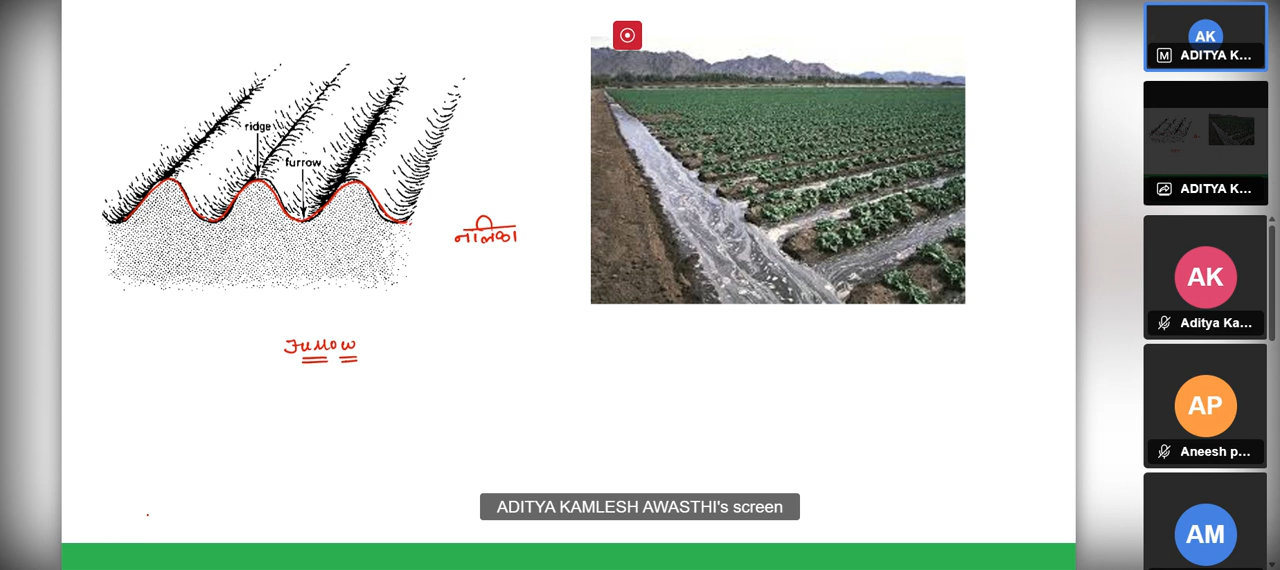 ridge
furrow
नालिका
Furrow
ADITYA KAMLESH AWASTHI's screen
AK
M ADITYA K...
ADITYA K...
AK
Aditya Ka...
AP
Aneesh p...
AM